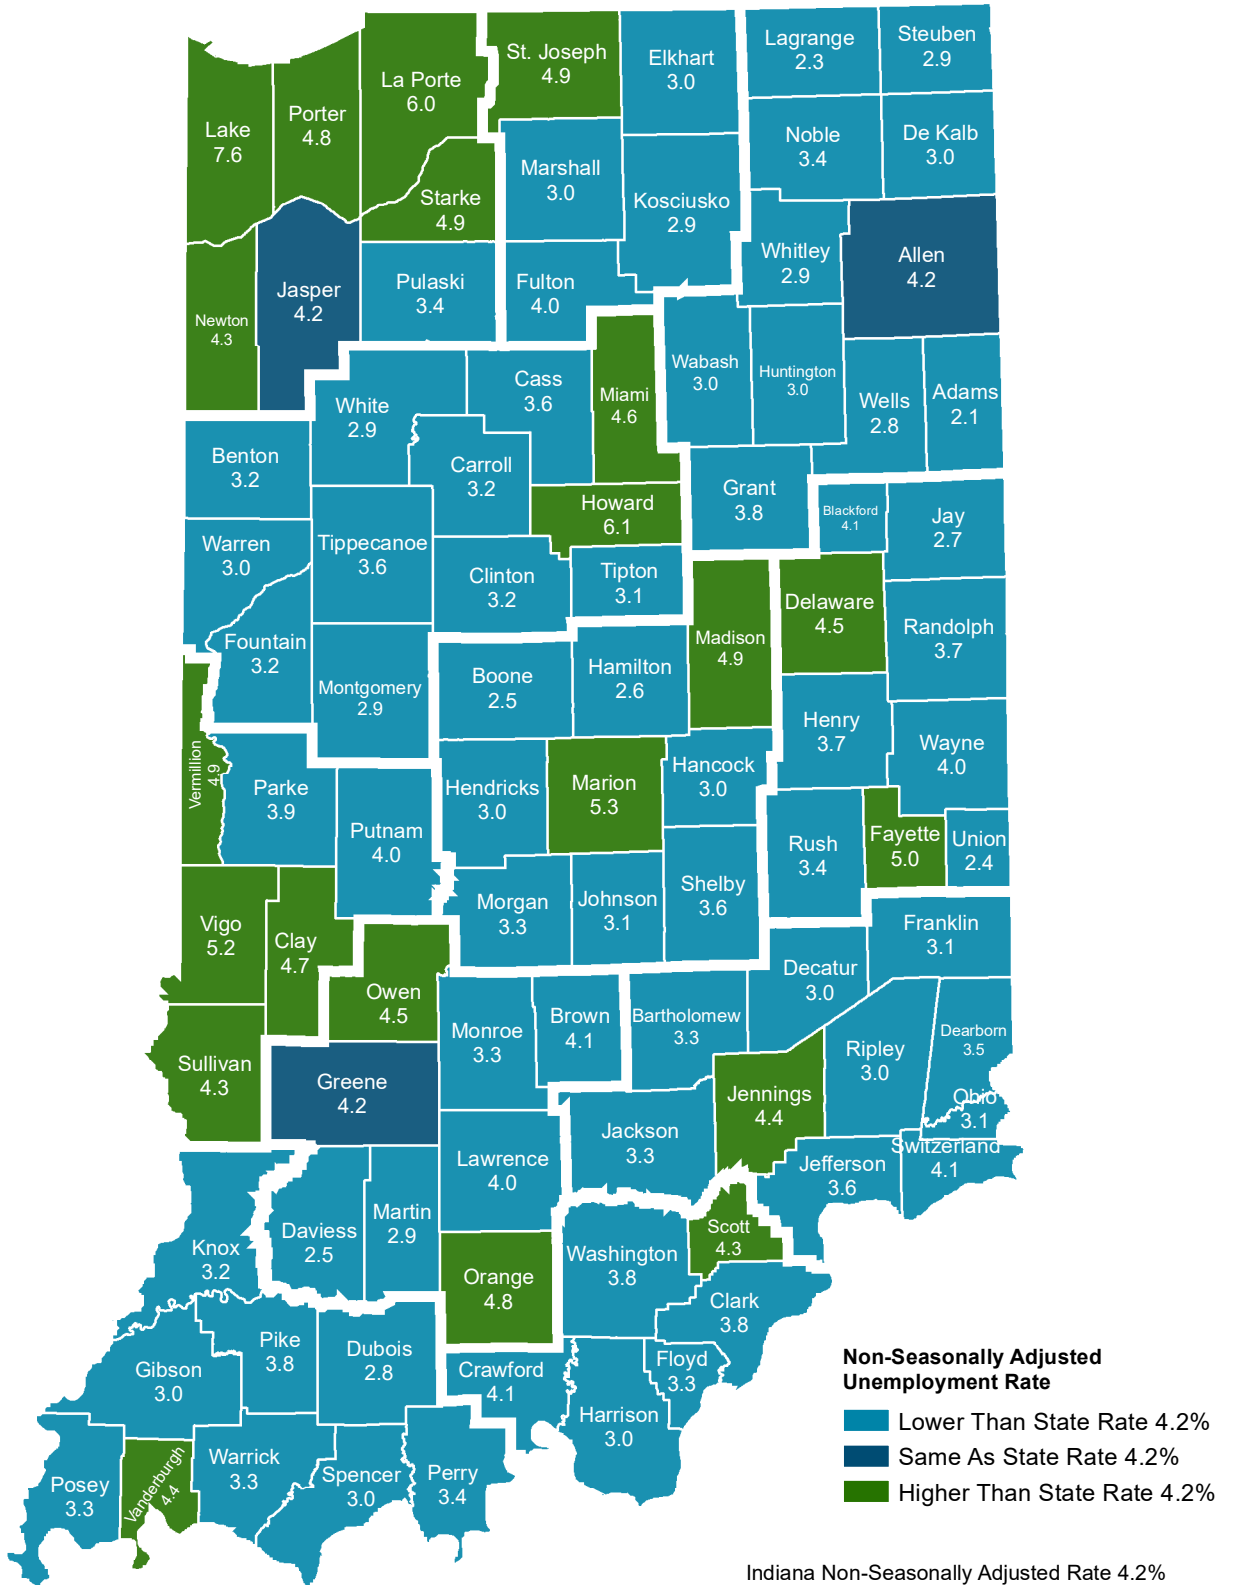 St. Joseph
4.9
Elkhart
3.0
Lagrange
2.3
Steuben
2.9
La Porte
6.0
Porter
4.8
Lake
7.6
Noble
3.4
De Kalb
3.0
Marshall
3.0
Kosciusko
2.9
Starke
4.9
Whitley
2.9
Allen
4.2
Jasper
4.2
Pulaski
3.4
Fulton
4.0
Newton
4.3
Wabash
3.0
Huntington
3.0
Wells
2.8
Adams
2.1
White
2.9
Cass
3.6
Miami
4.6
Benton
3.2
Carroll
3.2
Grant
3.8
Howard
6.1
Blackford
4.1
Jay
2.7
Warren
3.0
Tippecanoe
3.6
Clinton
3.2
Tipton
3.1
Delaware
4.5
Randolph
3.7
Madison
4.9
Fountain
3.2
Montgomery
2.9
Boone
2.5
Hamilton
2.6
Henry
3.7
Wayne
4.0
Vermillion
4.9
Parke
3.9
Hendricks
3.0
Marion
5.3
Hancock
3.0
Putnam
4.0
Rush
3.4
Fayette
5.0
Union
2.4
Morgan
3.3
Johnson
3.1
Shelby
3.6
Vigo
5.2
Clay
4.7
Franklin
3.1
Owen
4.5
Decatur
3.0
Monroe
3.3
Brown
4.1
Bartholomew
3.3
Dearborn
3.5
Ripley
3.0
Sullivan
4.3
Greene
4.2
Jennings
4.4
Ohio
3.1
Jackson
3.3
Switzerland
4.1
Lawrence
4.0
Jefferson
3.6
Daviess
2.5
Martin
2.9
Knox
3.2
Washington
3.8
Scott
4.3
Orange
4.8
Clark
3.8
Pike
3.8
Dubois
2.8
Gibson
3.0
Crawford
4.1
Floyd
3.3
Harrison
3.0
Posey
3.3
Vanderburgh
4.4
Warrick
3.3
Spencer
3.0
Perry
3.4
Non-Seasonally Adjusted
Unemployment Rate
Lower Than State Rate 4.2%
Same As State Rate 4.2%
Higher Than State Rate 4.2%
Indiana Non-Seasonally Adjusted Rate 4.2%